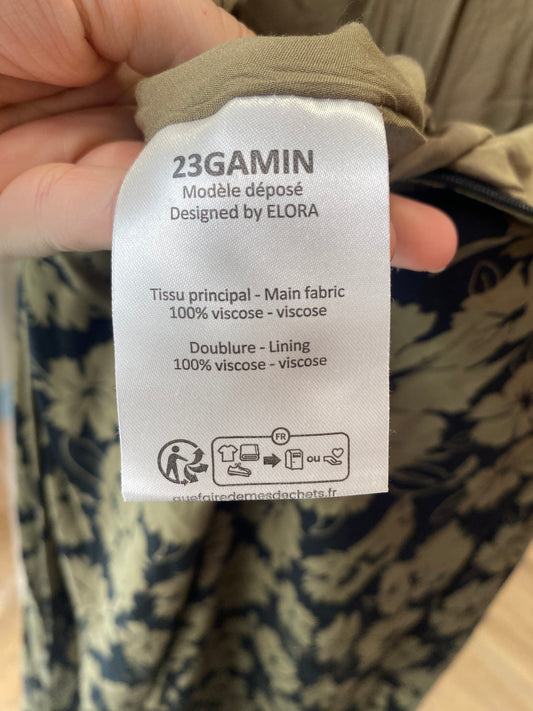 23GAMIN
Modèle déposé
Designed by ELORA
Tissu principal - Main fabric
100% viscose - viscose
Doublure - Lining
100% viscose - viscose
FR
ou
quefairedemesdechets.fr